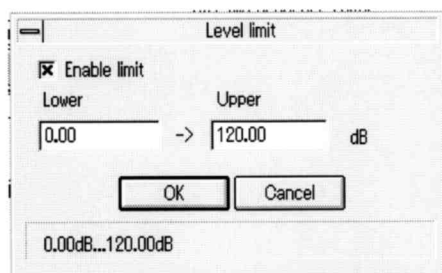 Level limit
Enable limit
Lower Upper
0.00 -> 120.00 dB
OK Cancel
0.00dB...120.00dB